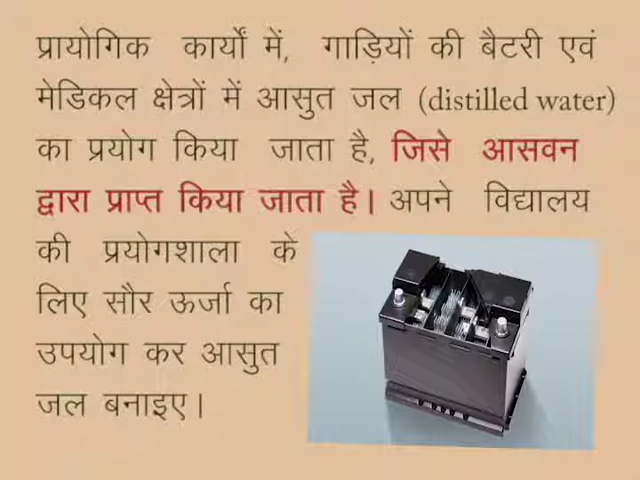 प्रायोगिक कार्यों में, गाड़ियों की बैटरी एवं
मेडिकल क्षेत्रों में आसुत जल (distilled water)
का प्रयोग किया जाता है, जिसे आसवन
द्वारा प्राप्त किया जाता है। अपने विद्यालय
की प्रयोगशाला के
लिए सौर ऊर्जा का
उपयोग कर आसुत
जल बनाइए।